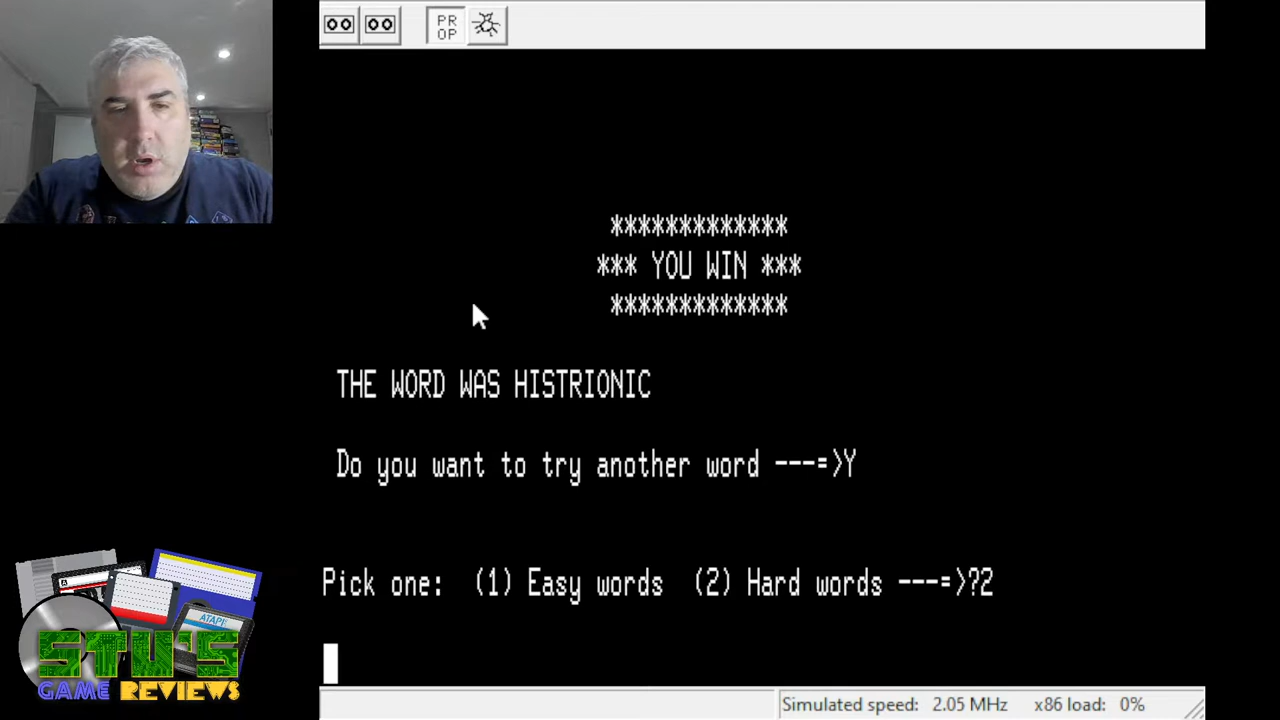 PR
OP
*************
*** YOU WIN ***
*************
THE WORD WAS HISTRIONIC
Do you want to try another word ---=>Y
Pick one: (1) Easy words (2) Hard words ---=>?2
ATARI
STU'S
GAME REVIEWS
Simulated speed: 2.05 MHz x86 load: 0%